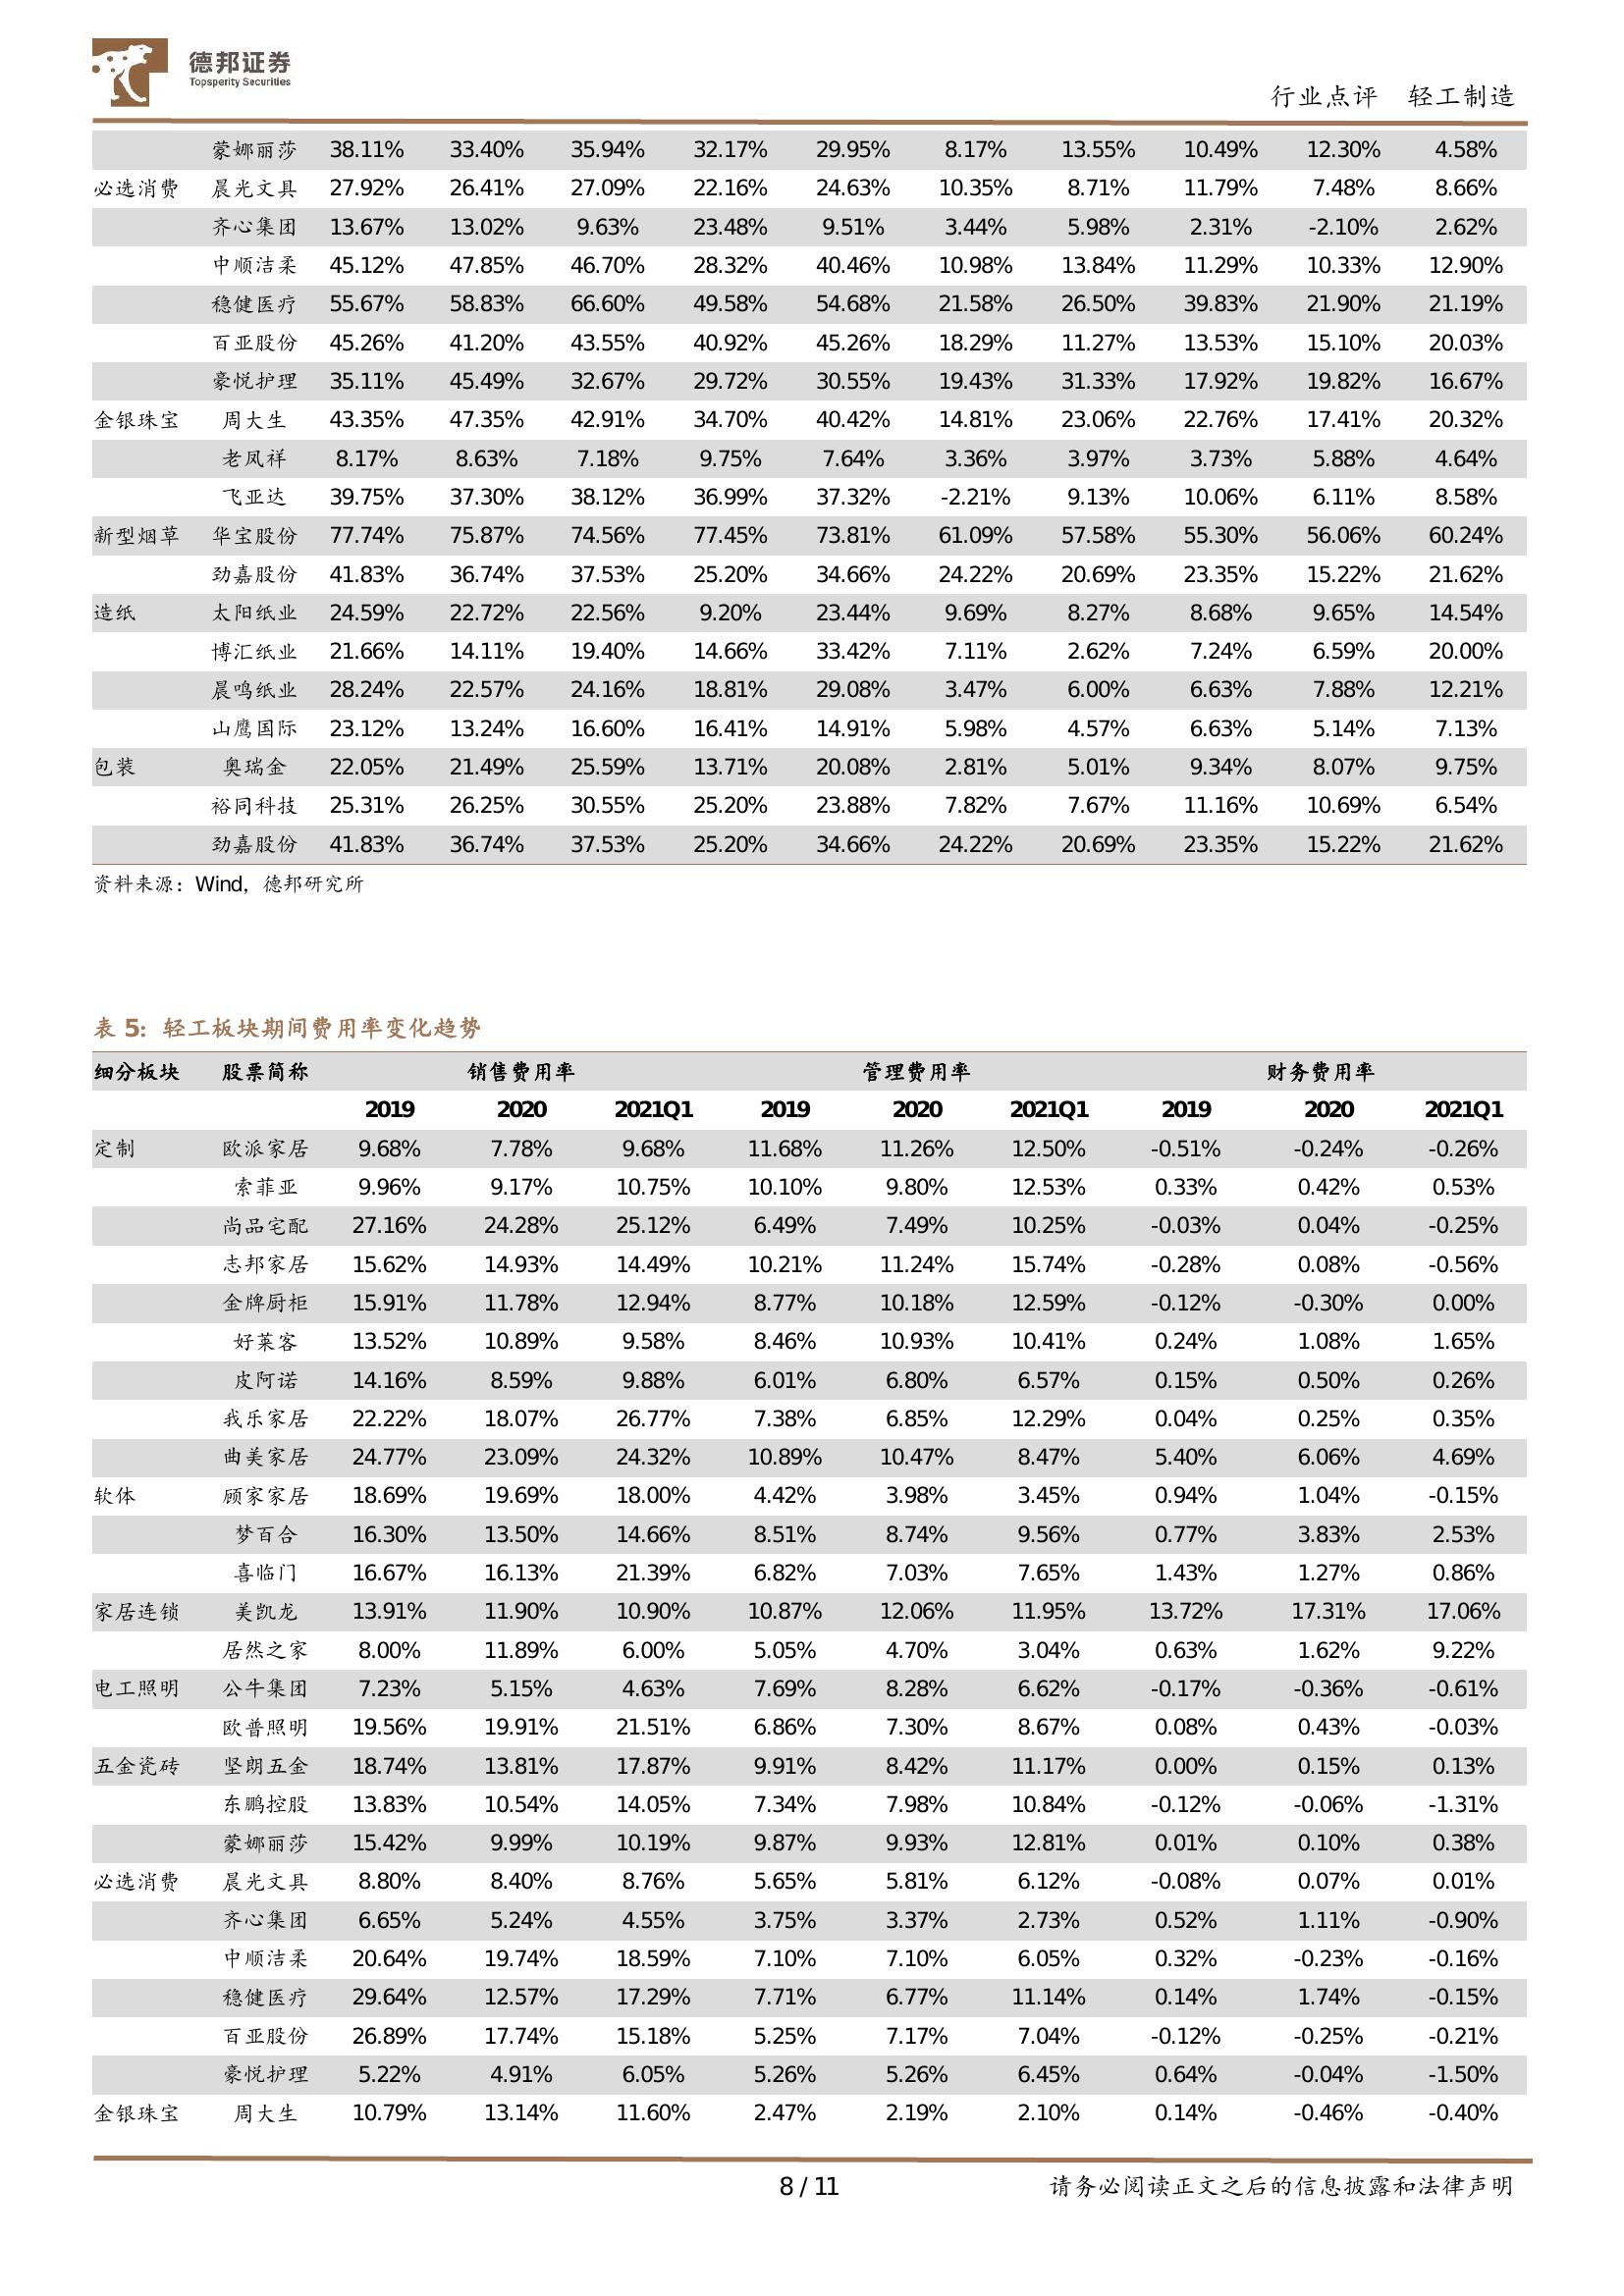 德邦证券
Topsperity Securities
行业点评 轻工制造
蒙娜丽莎 38.11% 33.40% 35.94% 32.17% 29.95% 8.17% 13.55% 10.49% 12.30% 4.58%
必选消费 晨光文具 27.92% 26.41% 27.09% 22.16% 24.63% 10.35% 8.71% 11.79% 7.48% 8.66%
齐心集团 13.67% 13.02% 9.63% 23.48% 9.51% 3.44% 5.98% 2.31% -2.10% 2.62%
中顺洁柔 45.12% 47.85% 46.70% 28.32% 40.46% 10.98% 13.84% 11.29% 10.33% 12.90%
稳健医疗 55.67% 58.83% 66.60% 49.58% 54.68% 21.58% 26.50% 39.83% 21.90% 21.19%
百亚股份 45.26% 41.20% 43.55% 40.92% 45.26% 18.29% 11.27% 13.53% 15.10% 20.03%
豪悦护理 35.11% 45.49% 32.67% 29.72% 30.55% 19.43% 31.33% 17.92% 19.82% 16.67%
金银珠宝 周大生 43.35% 47.35% 42.91% 34.70% 40.42% 14.81% 23.06% 22.76% 17.41% 20.32%
老凤祥 8.17% 8.63% 7.18% 9.75% 7.64% 3.36% 3.97% 3.73% 5.88% 4.64%
飞亚达 39.75% 37.30% 38.12% 36.99% 37.32% -2.21% 9.13% 10.06% 6.11% 8.58%
新型烟草 华宝股份 77.74% 75.87% 74.56% 77.45% 73.81% 61.09% 57.58% 55.30% 56.06% 60.24%
劲嘉股份 41.83% 36.74% 37.53% 25.20% 34.66% 24.22% 20.69% 23.35% 15.22% 21.62%
造纸 太阳纸业 24.59% 22.72% 22.56% 9.20% 23.44% 9.69% 8.27% 8.68% 9.65% 14.54%
博汇纸业 21.66% 14.11% 19.40% 14.66% 33.42% 7.11% 2.62% 7.24% 6.59% 20.00%
晨鸣纸业 28.24% 22.57% 24.16% 18.81% 29.08% 3.47% 6.00% 6.63% 7.88% 12.21%
山鹰国际 23.12% 13.24% 16.60% 16.41% 14.91% 5.98% 4.57% 6.63% 5.14% 7.13%
包装 奥瑞金 22.05% 21.49% 25.59% 13.71% 20.08% 2.81% 5.01% 9.34% 8.07% 9.75%
裕同科技 25.31% 26.25% 30.55% 25.20% 23.88% 7.82% 7.67% 11.16% 10.69% 6.54%
劲嘉股份 41.83% 36.74% 37.53% 25.20% 34.66% 24.22% 20.69% 23.35% 15.22% 21.62%
资料来源：Wind，德邦研究所
表 5：轻工板块期间费用率变化趋势
细分板块 股票简称 销售费用率 管理费用率 财务费用率
2019 2020 2021Q1 2019 2020 2021Q1 2019 2020 2021Q1
定制 欧派家居 9.68% 7.78% 9.68% 11.68% 11.26% 12.50% -0.51% -0.24% -0.26%
索菲亚 9.96% 9.17% 10.75% 10.10% 9.80% 12.53% 0.33% 0.42% 0.53%
尚品宅配 27.16% 24.28% 25.12% 6.49% 7.49% 10.25% -0.03% 0.04% -0.25%
志邦家居 15.62% 14.93% 14.49% 10.21% 11.24% 15.74% -0.28% 0.08% -0.56%
金牌厨柜 15.91% 11.78% 12.94% 8.77% 10.18% 12.59% -0.12% -0.30% 0.00%
好莱客 13.52% 10.89% 9.58% 8.46% 10.93% 10.41% 0.24% 1.08% 1.65%
皮阿诺 14.16% 8.59% 9.88% 6.01% 6.80% 6.57% 0.15% 0.50% 0.26%
我乐家居 22.22% 18.07% 26.77% 7.38% 6.85% 12.29% 0.04% 0.25% 0.35%
曲美家居 24.77% 23.09% 24.32% 10.89% 10.47% 8.47% 5.40% 6.06% 4.69%
软体 顾家家居 18.69% 19.69% 18.00% 4.42% 3.98% 3.45% 0.94% 1.04% -0.15%
梦百合 16.30% 13.50% 14.66% 8.51% 8.74% 9.56% 0.77% 3.83% 2.53%
喜临门 16.67% 16.13% 21.39% 6.82% 7.03% 7.65% 1.43% 1.27% 0.86%
家居连锁 美凯龙 13.91% 11.90% 10.90% 10.87% 12.06% 11.95% 13.72% 17.31% 17.06%
居然之家 8.00% 11.89% 6.00% 5.05% 4.70% 3.04% 0.63% 1.62% 9.22%
电工照明 公牛集团 7.23% 5.15% 4.63% 7.69% 8.28% 6.62% -0.17% -0.36% -0.61%
欧普照明 19.56% 19.91% 21.51% 6.86% 7.30% 8.67% 0.08% 0.43% -0.03%
五金瓷砖 坚朗五金 18.74% 13.81% 17.87% 9.91% 8.42% 11.17% 0.00% 0.15% 0.13%
东鹏控股 13.83% 10.54% 14.05% 7.34% 7.98% 10.84% -0.12% -0.06% -1.31%
蒙娜丽莎 15.42% 9.99% 10.19% 9.87% 9.93% 12.81% 0.01% 0.10% 0.38%
必选消费 晨光文具 8.80% 8.40% 8.76% 5.65% 5.81% 6.12% -0.08% 0.07% 0.01%
齐心集团 6.65% 5.24% 4.55% 3.75% 3.37% 2.73% 0.52% 1.11% -0.90%
中顺洁柔 20.64% 19.74% 18.59% 7.10% 7.10% 6.05% 0.32% -0.23% -0.16%
稳健医疗 29.64% 12.57% 17.29% 7.71% 6.77% 11.14% 0.14% 1.74% -0.15%
百亚股份 26.89% 17.74% 15.18% 5.25% 7.17% 7.04% -0.12% -0.25% -0.21%
豪悦护理 5.22% 4.91% 6.05% 5.26% 5.26% 6.45% 0.64% -0.04% -1.50%
金银珠宝 周大生 10.79% 13.14% 11.60% 2.47% 2.19% 2.10% 0.14% -0.46% -0.40%
8 / 11 请务必阅读正文之后的信息披露和法律声明